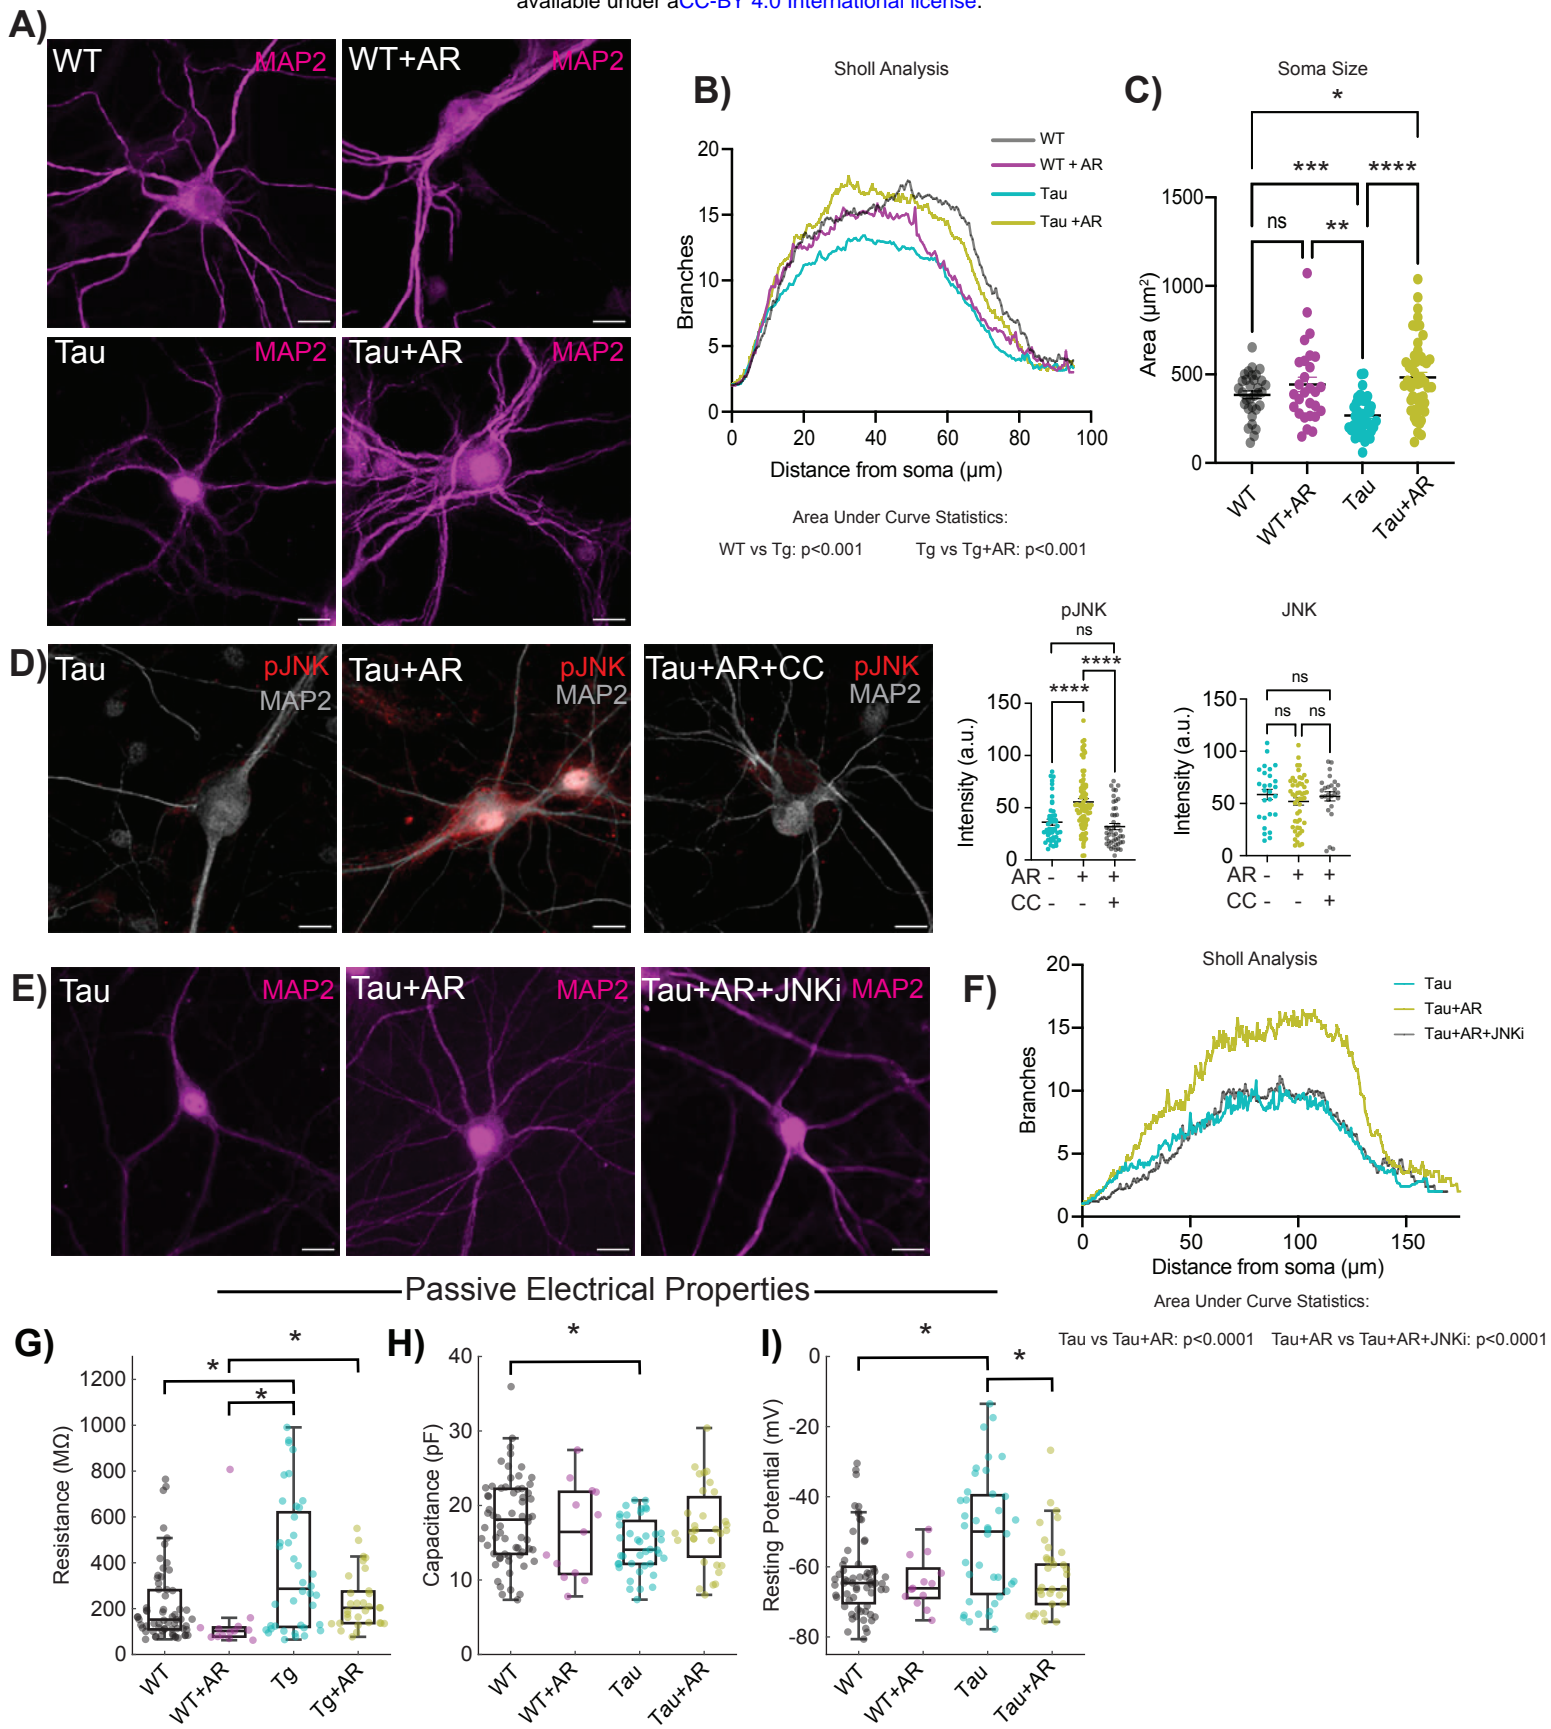 available under aCC-BY 4.0 International license.
A)
WT
MAP2
WT+AR
MAP2
Tau
MAP2
Tau+AR
MAP2
B)
Sholl Analysis
WT
WT + AR
Tau
Tau +AR
Branches
20
15
10
5
0
0 20 40 60 80 100
Distance from soma (µm)
Area Under Curve Statistics:
WT vs Tg: p<0.001 Tg vs Tg+AR: p<0.001
C)
Soma Size
*
*** ****
ns **
Area (µm²)
1500
1000
500
0
WT WT+AR Tau Tau+AR
D)
Tau
pJNK
MAP2
Tau+AR
pJNK
MAP2
Tau+AR+CC
pJNK
MAP2
pJNK
ns
****
****
Intensity (a.u.)
150
100
50
0
AR - + +
CC - - +
JNK
ns
ns ns
Intensity (a.u.)
150
100
50
0
AR - + +
CC - - +
E)
Tau
MAP2
Tau+AR
MAP2
Tau+AR+JNKi
MAP2
F)
Sholl Analysis
Tau
Tau+AR
Tau+AR+JNKi
Branches
20
15
10
5
0
0 50 100 150
Distance from soma (µm)
Area Under Curve Statistics:
Tau vs Tau+AR: p<0.0001 Tau+AR vs Tau+AR+JNKi: p<0.0001
Passive Electrical Properties
G)
*
*
*
Resistance (MΩ)
1200
1000
800
600
400
200
0
WT WT+AR Tg Tg+AR
H)
*
Capacitance (pF)
40
30
20
10
0
WT WT+AR Tau Tau+AR
I)
*
*
Resting Potential (mV)
0
-20
-40
-60
-80
WT WT+AR Tau Tau+AR